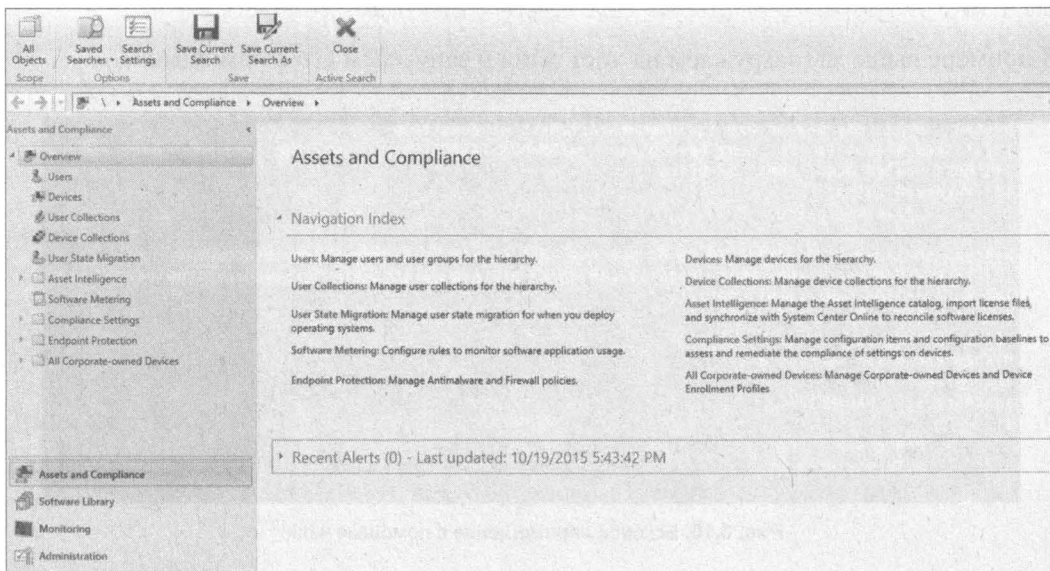 All Objects
Saved Searches
Search Settings
Save Current Search
Save Current Search As
Close
Scope
Options
Save
Active Search
\ Assets and Compliance Overview
Assets and Compliance
Overview
Users
Devices
User Collections
Device Collections
User State Migration
Asset Intelligence
Software Metering
Compliance Settings
Endpoint Protection
All Corporate-owned Devices
Assets and Compliance
Software Library
Monitoring
Administration
Assets and Compliance
Navigation Index
Users: Manage users and user groups for the hierarchy.
User Collections: Manage user collections for the hierarchy.
User State Migration: Manage user state migration for when you deploy
operating systems.
Software Metering: Configure rules to monitor software application usage.
Endpoint Protection: Manage Antimalware and Firewall policies.
Devices: Manage devices for the hierarchy.
Device Collections: Manage device collections for the hierarchy.
Asset Intelligence: Manage the Asset Intelligence catalog, import license files,
and synchronize with System Center Online to reconcile software licenses.
Compliance Settings: Manage configuration items and configuration baselines to
assess and remediate the compliance of settings on devices.
All Corporate-owned Devices: Manage Corporate-owned Devices and Device
Enrollment Profiles
Recent Alerts (0) - Last updated: 10/19/2015 5:43:42 PM